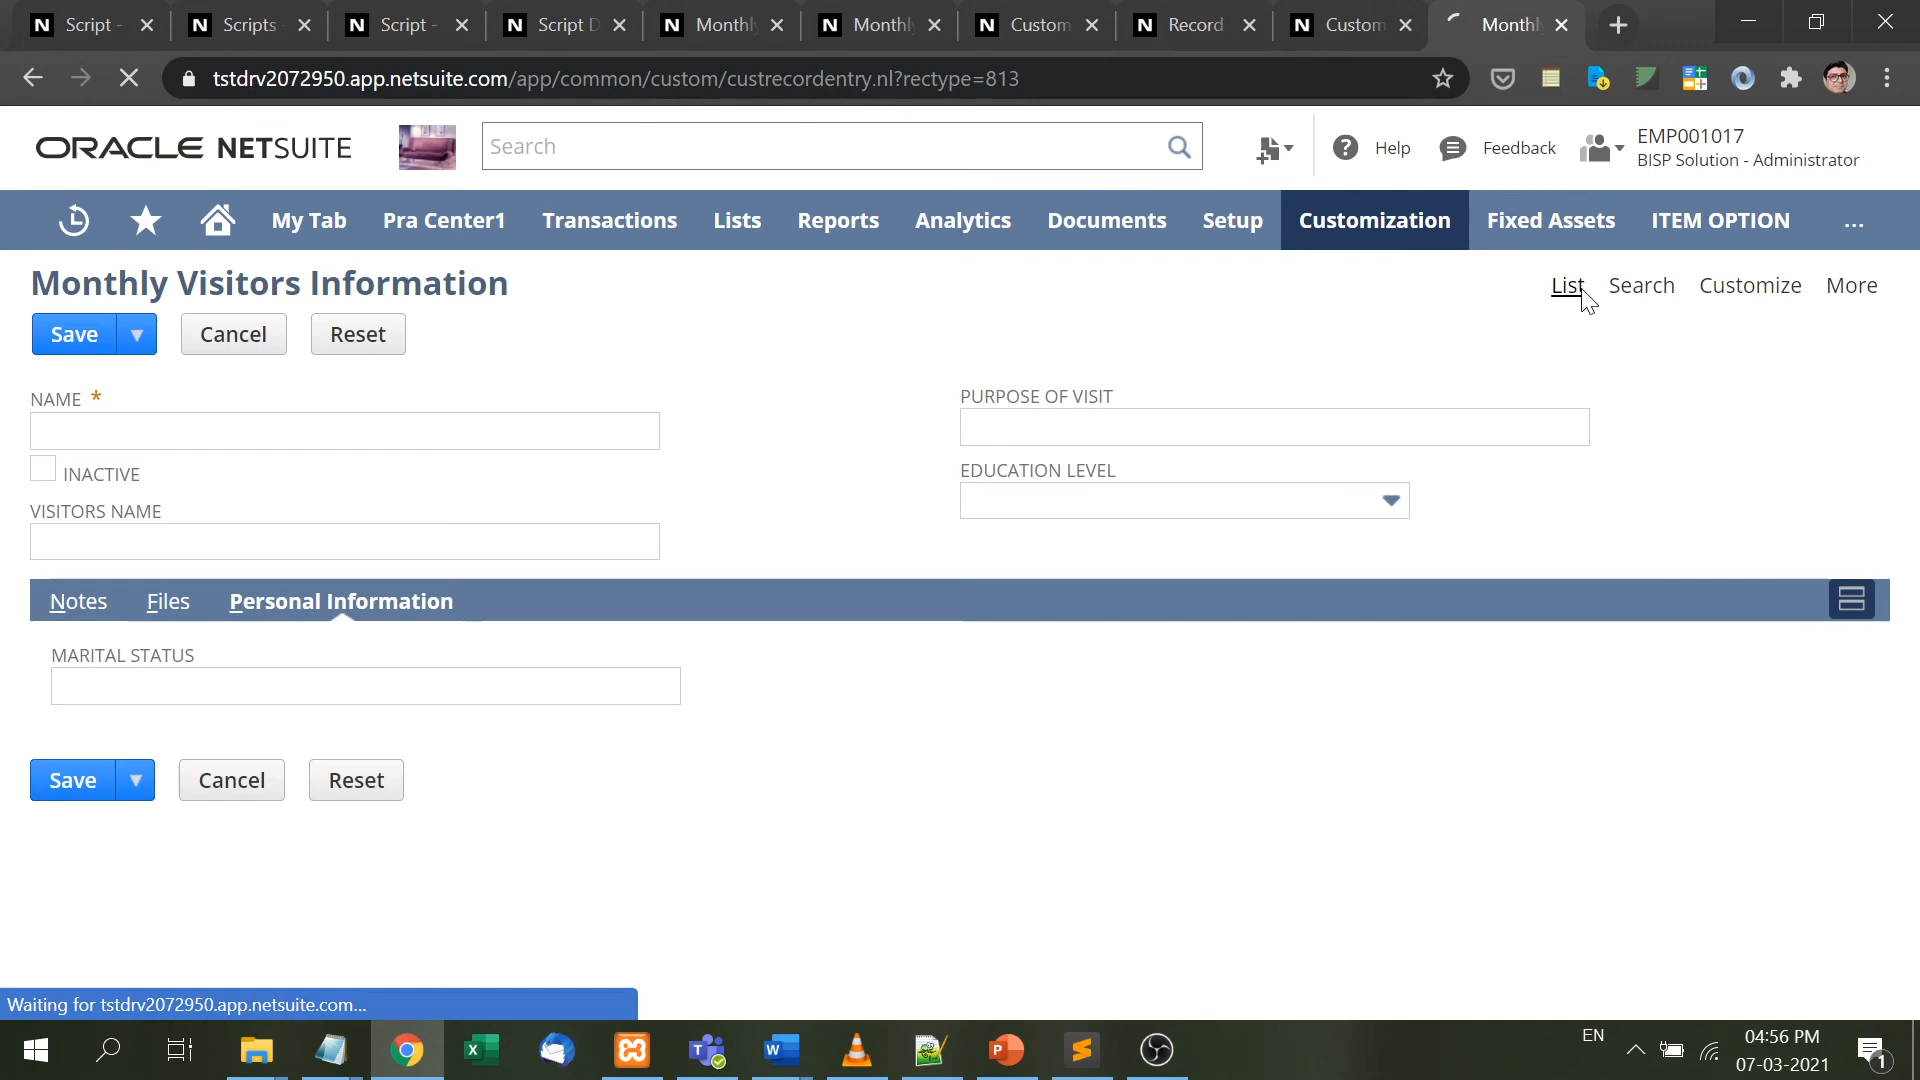 Script -
Scripts
Script -
Script D
Monthly
Monthly
Custom
Record
Custom
Monthly
tstdrv2072950.app.netsuite.com/app/common/custom/custrecordentry.nl?rectype=813
ORACLE NETSUITE
Search
Help
Feedback
EMP001017
BISP Solution - Administrator
My Tab
Pra Center1
Transactions
Lists
Reports
Analytics
Documents
Setup
Customization
Fixed Assets
ITEM OPTION
...
Monthly Visitors Information
List
Search
Customize
More
Save
Cancel
Reset
NAME *
PURPOSE OF VISIT
INACTIVE
EDUCATION LEVEL
VISITORS NAME
Notes
Files
Personal Information
MARITAL STATUS
Save
Cancel
Reset
Waiting for tstdrv2072950.app.netsuite.com...
EN
04:56 PM
07-03-2021
1